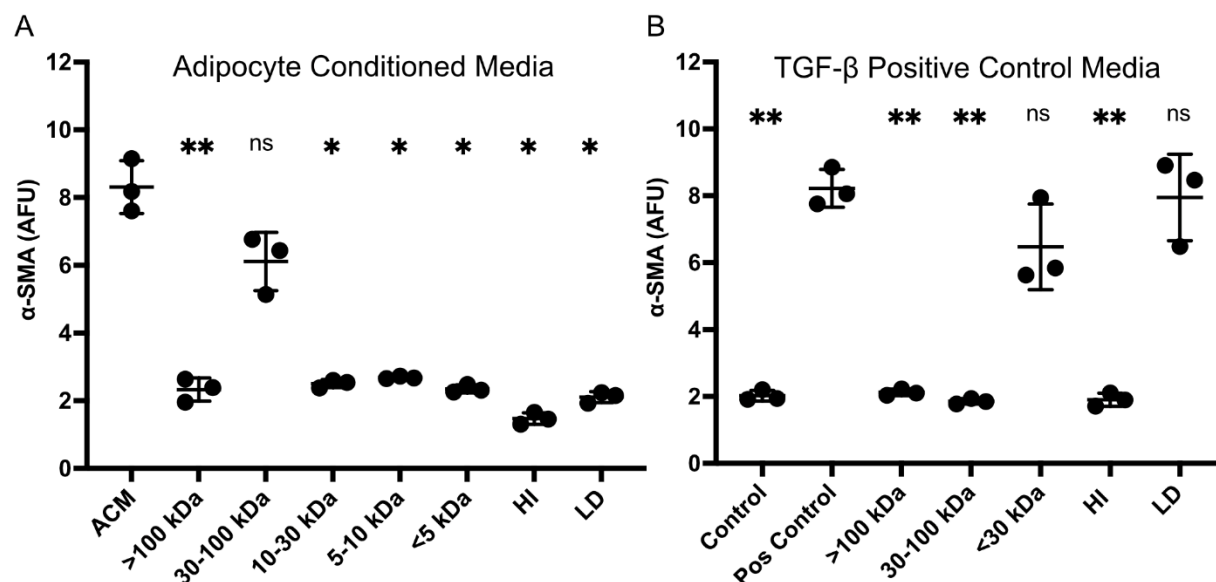 A
Adipocyte Conditioned Media
α-SMA (AFU)
12
10
8
6
4
2
0
** ns * * * * *
ACM >100 kDa 30-100 kDa 10-30 kDa 5-10 kDa <5 kDa HI LD
B
TGF-β Positive Control Media
α-SMA (AFU)
12
10
8
6
4
2
0
** ** ** ns ** ns
Control Pos Control >100 kDa 30-100 kDa <30 kDa HI LD